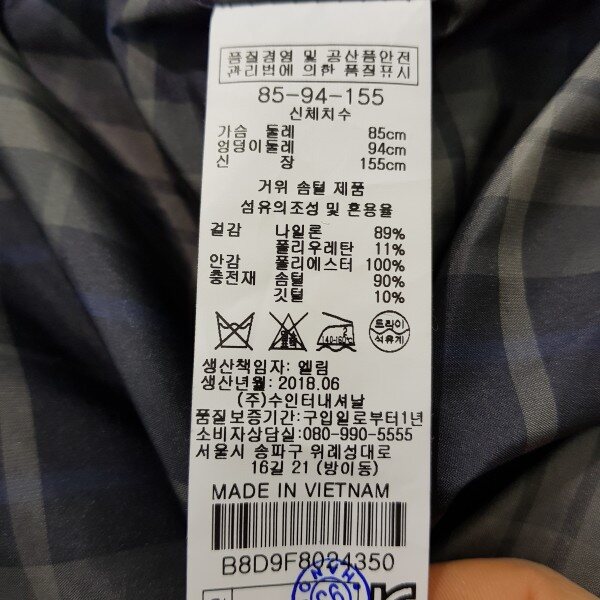 품질경영 및 공산품안전
관리법에 의한 품질표시
85-94-155
신체치수
가슴 둘레 85cm
엉덩이둘레 94cm
신 장 155cm
거위 솜털 제품
섬유의조성 및 혼용율
겉감 나일론 89%
폴리우레탄 11%
안감 폴리에스터 100%
충전재 솜털 90%
깃털 10%
드라이
석유계
생산책임자: 엘림
생산년월: 2018.06
(주)수인터내셔날
품질보증기간: 구입일로부터1년
소비자상담실: 080-990-5555
서울시 송파구 위례성대로
16길 21 (방이동)
MADE IN VIETNAM
B8D9F8024350